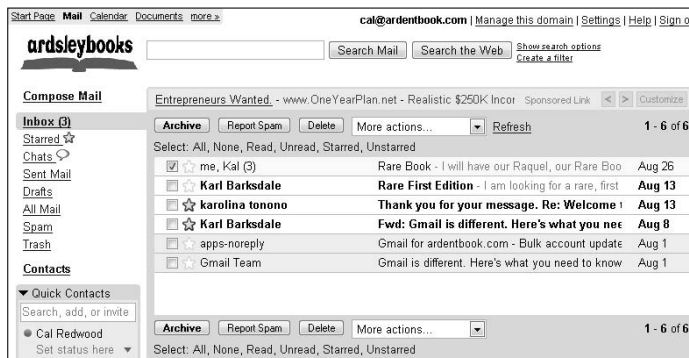 Start Page Mail Calendar Documents more »
cal@ardentbook.com | Manage this domain | Settings | Help | Sign o
ardsleybooks
Search Mail Search the Web Show search options
Create a filter
Compose Mail
Entrepreneurs Wanted. - www.OneYearPlan.net - Realistic $250K Incor Sponsored Link < > Customize
Inbox (3)
Archive Report Spam Delete More actions... Refresh 1 - 6 of 6
Starred
Select: All, None, Read, Unread, Starred, Unstarred
Chats
me, Kal (3) Rare Book - I will have our Raquel, our Rare Boo Aug 26
Sent Mail
Karl Barksdale Rare First Edition - I am looking for a rare, first Aug 13
Drafts
karolina tonono Thank you for your message. Re: Welcome Aug 13
All Mail
Karl Barksdale Fwd: Gmail is different. Here's what you nee Aug 8
Spam
apps-noreply Gmail for ardentbook.com - Bulk account update Aug 1
Trash
Gmail Team Gmail is different. Here's what you need to know Aug 1
Contacts
Quick Contacts
Search, add, or invite
Cal Redwood
Archive Report Spam Delete More actions... 1 - 6 of 6
Set status here
Select: All, None, Read, Unread, Starred, Unstarred